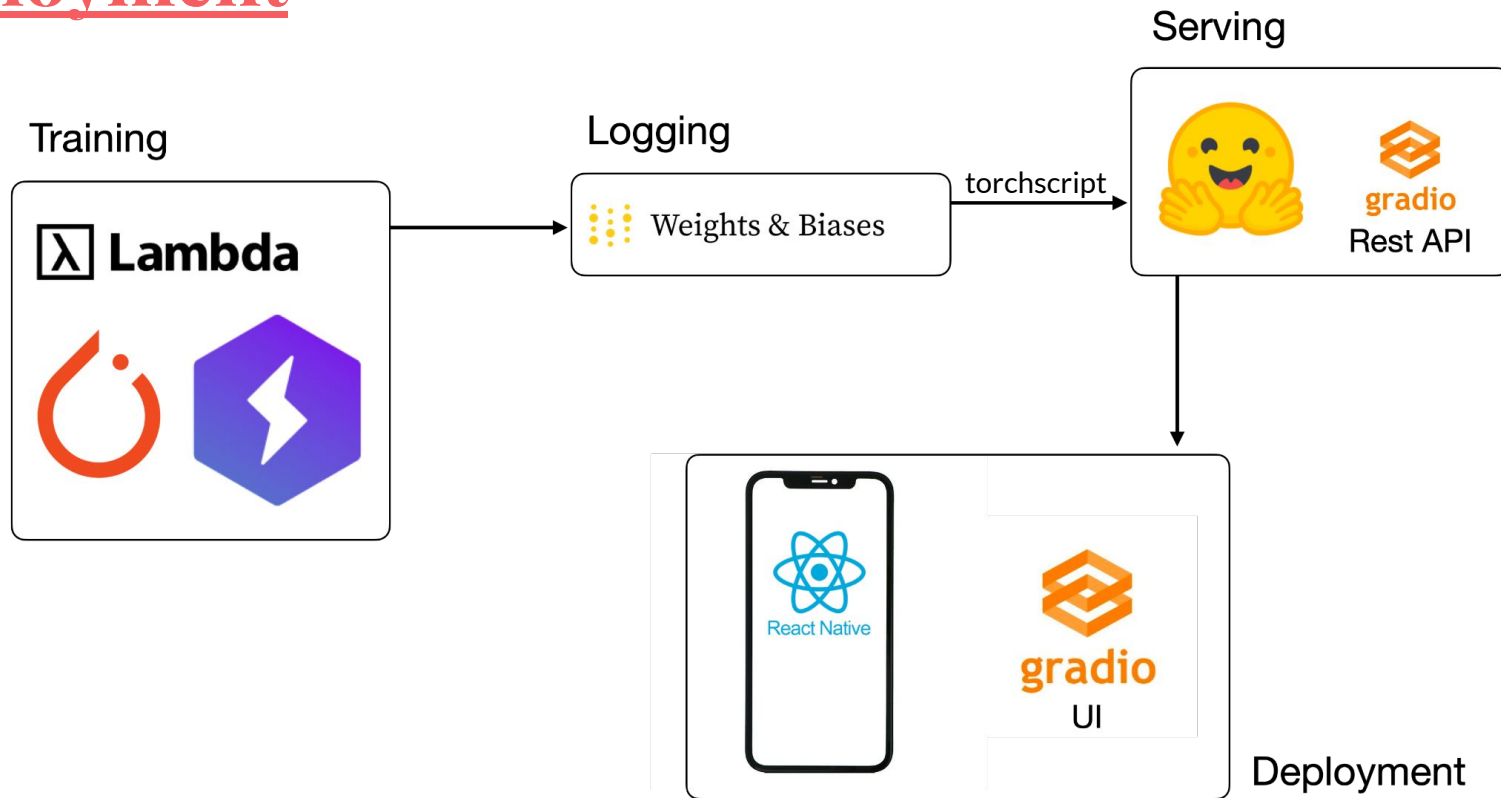 Serving
Training
Logging
torchscript
Weights & Biases
λ Lambda
gradio
Rest API
React Native
gradio
UI
Deployment